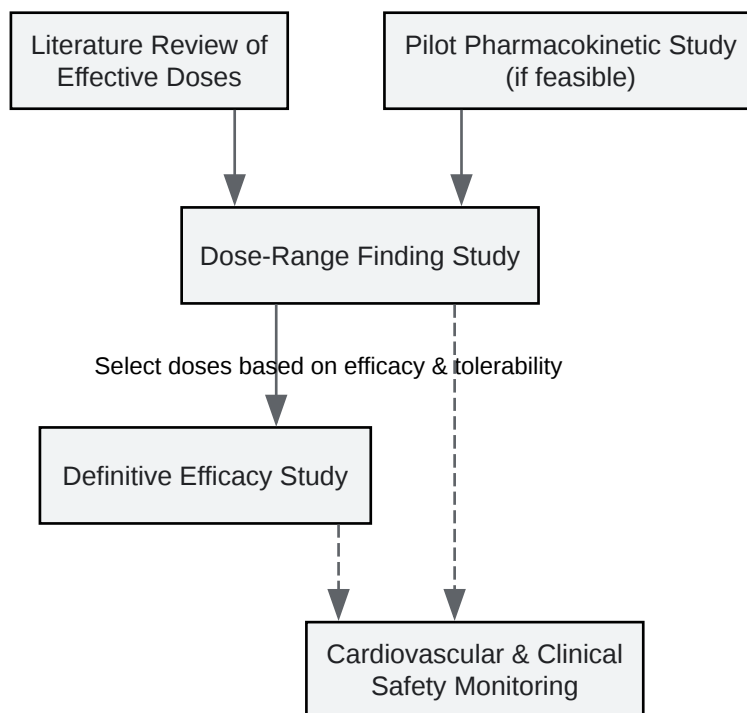 Literature Review of
Effective Doses
Pilot Pharmacokinetic Study
(if feasible)
Dose-Range Finding Study
Select doses based on efficacy & tolerability
Definitive Efficacy Study
Cardiovascular & Clinical
Safety Monitoring